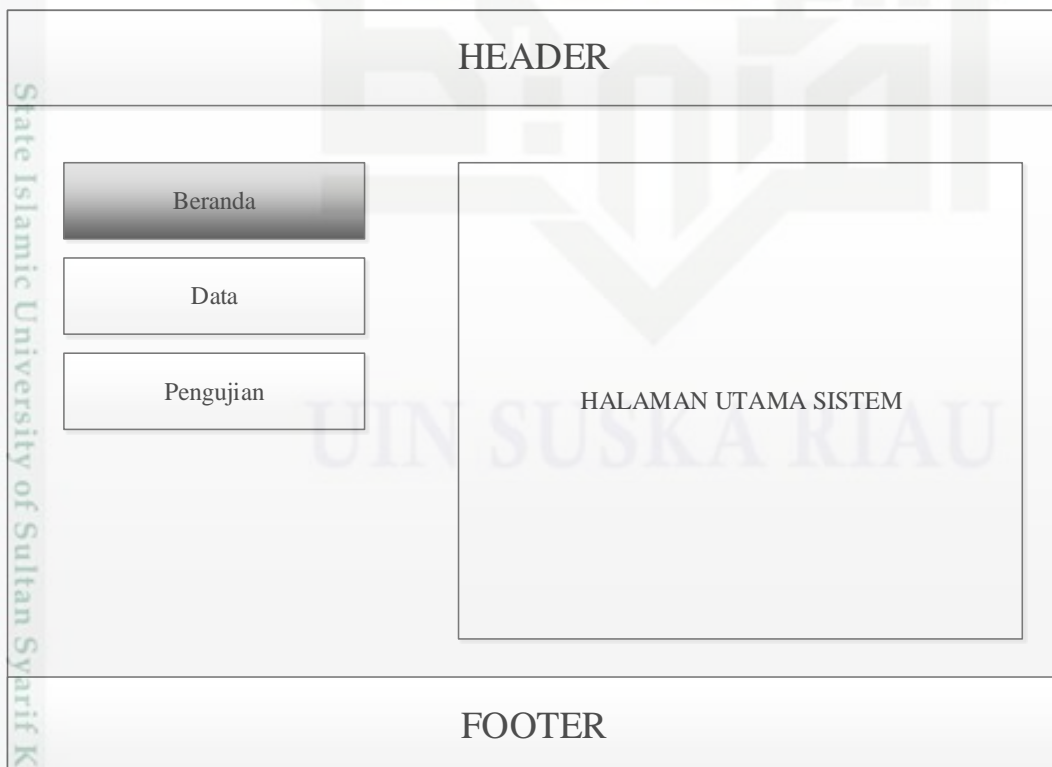 HEADER
Beranda
Data
Pengujian
HALAMAN UTAMA SISTEM
FOOTER
UIN SUSKA RIAU
State Islamic University of Sultan Syarif K